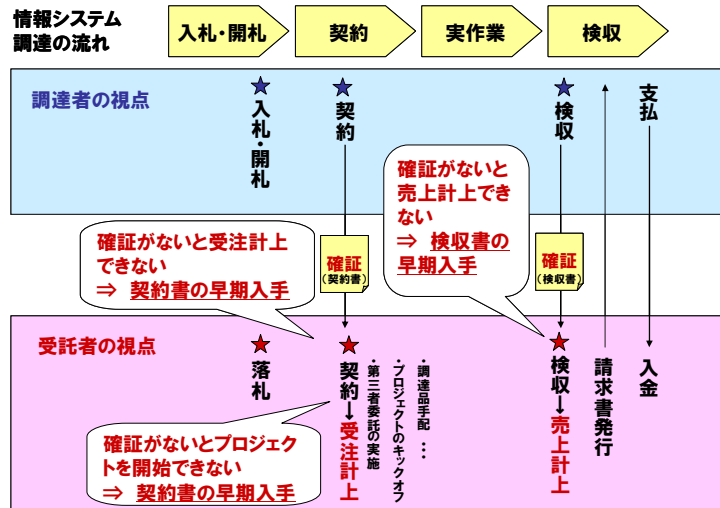 情報システム
調達の流れ
入札・開札
契約
実作業
検収
調達者の視点
★
入札・開札
★
契約
★
検収
支払
確証がないと
売上計上でき
ない
⇒ 検収書の
早期入手
確証がないと受注計上
できない
⇒ 契約書の早期入手
確証
(契約書)
確証
(検収書)
受託者の視点
★
落札
★
契約→受注計上
・第三者委託の実施
・プロジェクトのキックオフ
・調達品手配 …
★
検収→売上計上
請求書発行
入金
確証がないとプロジェク
トを開始できない
⇒ 契約書の早期入手